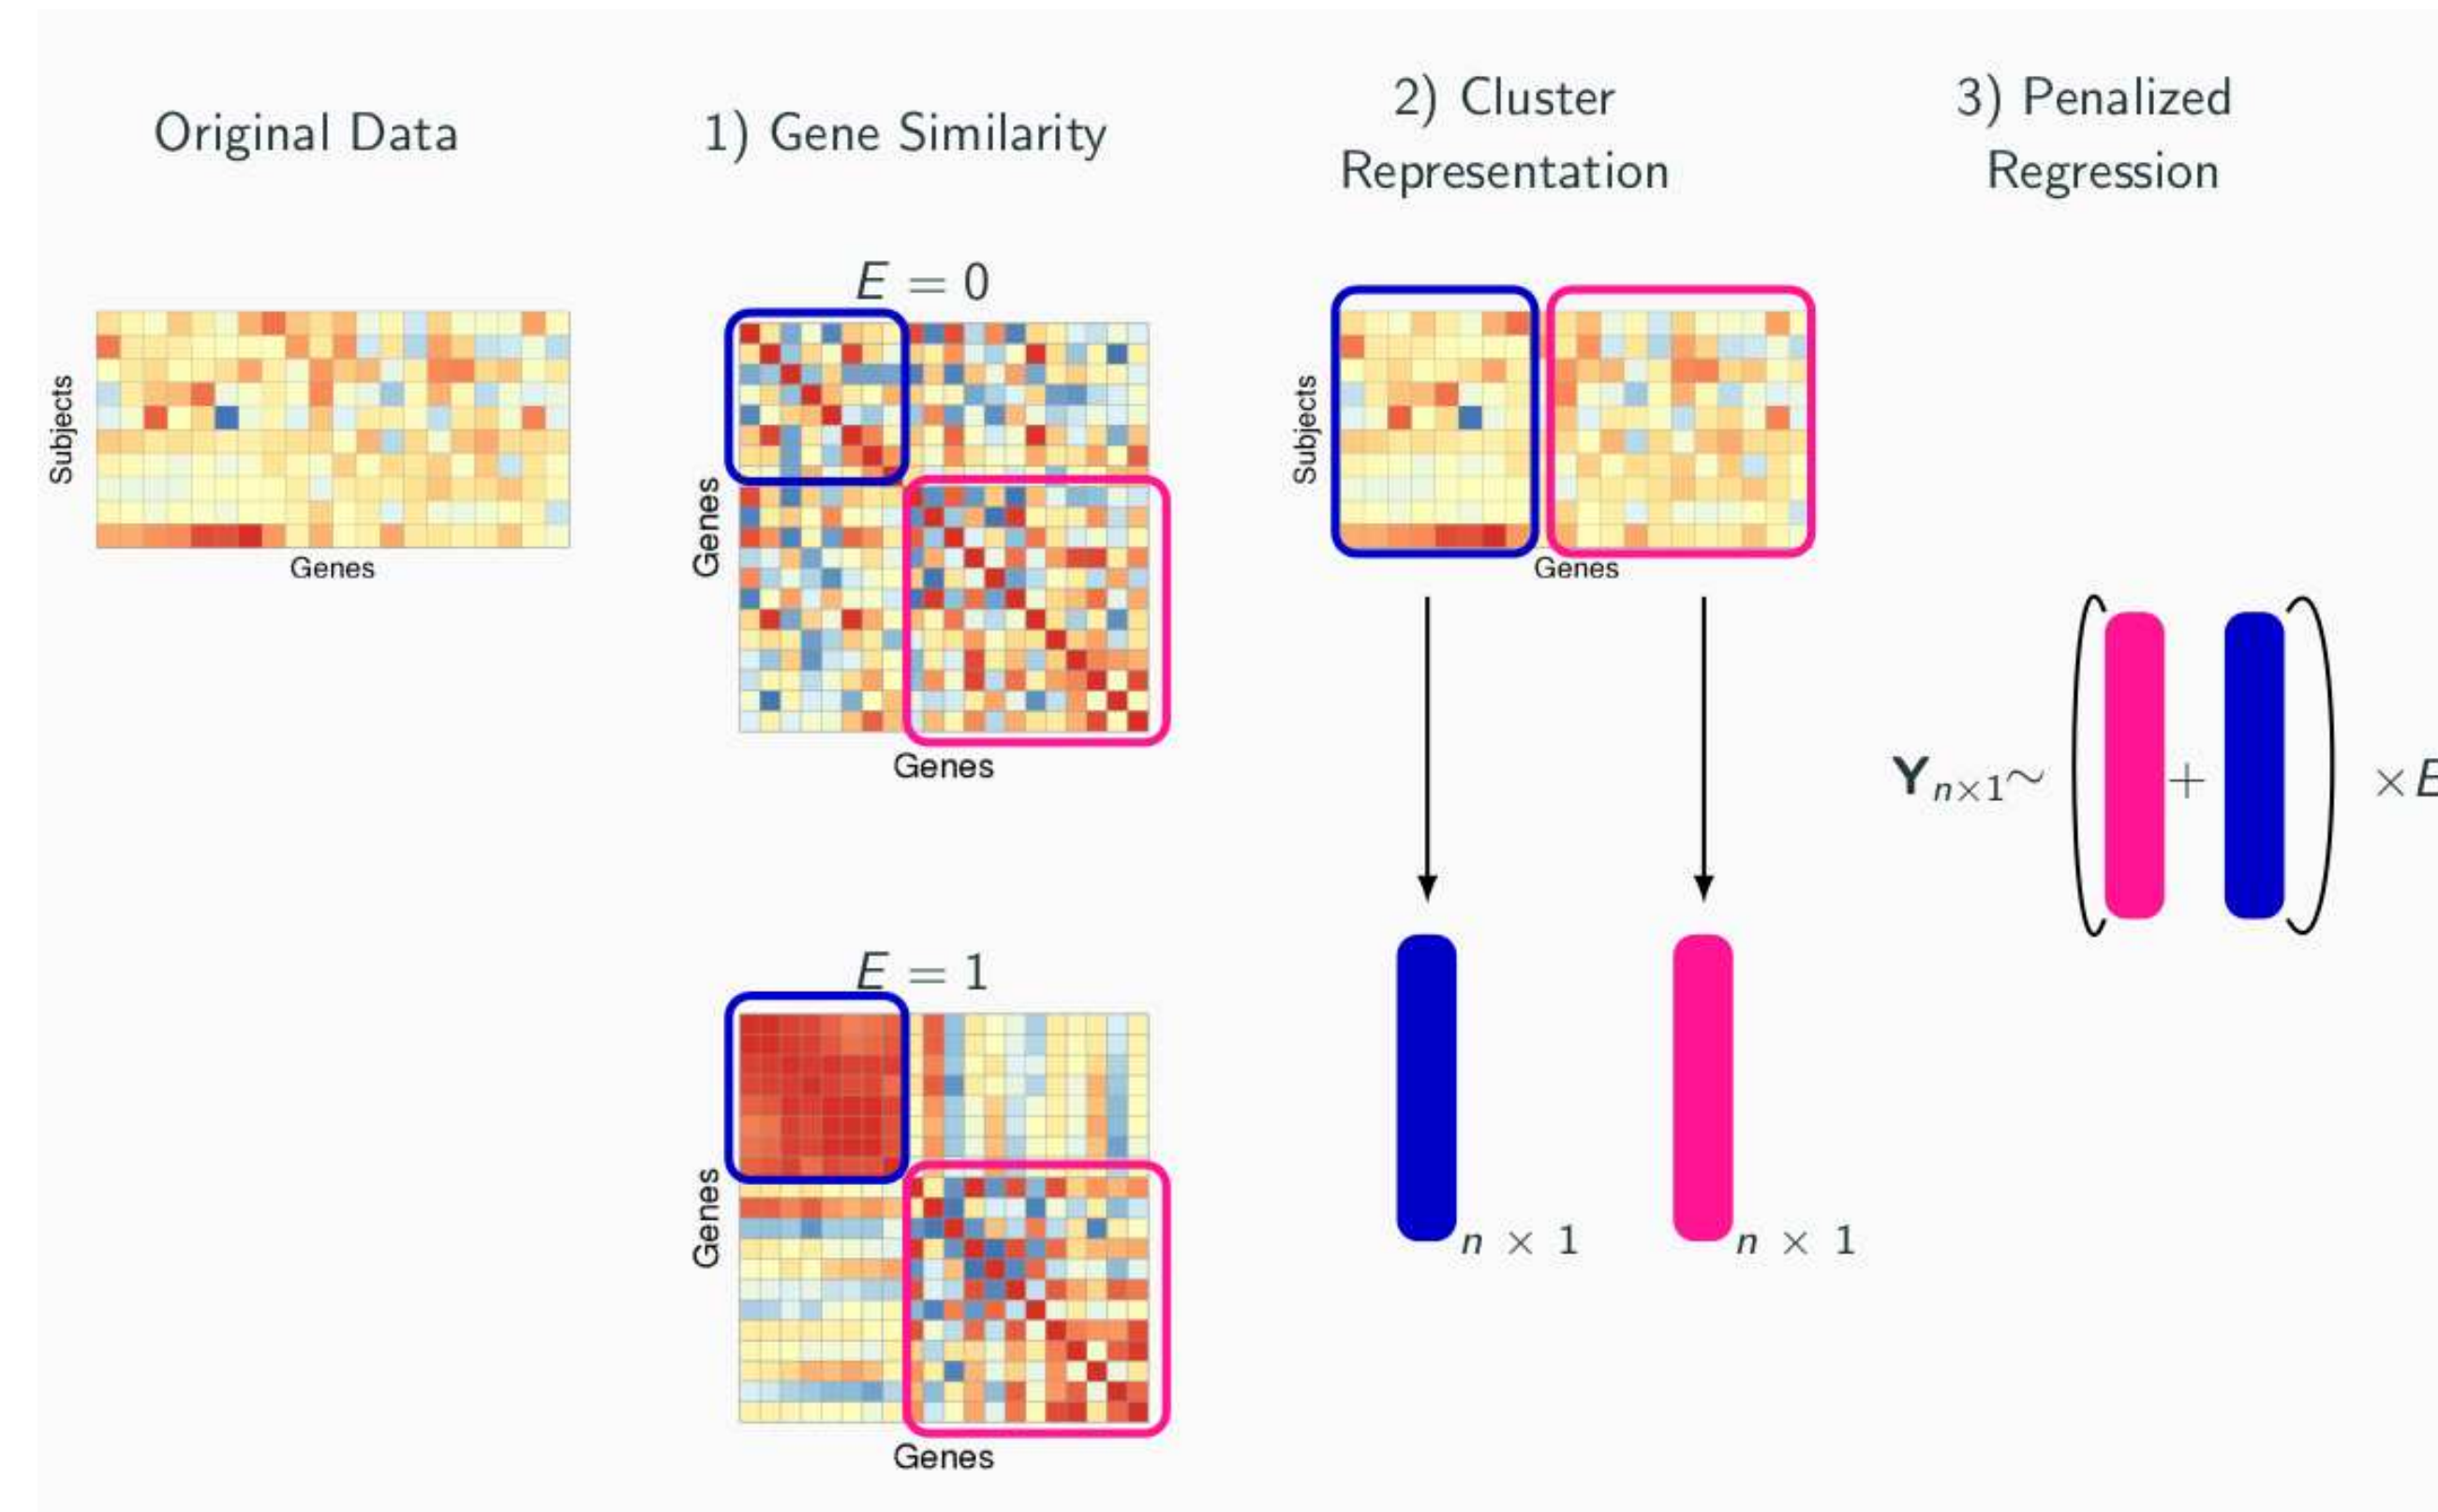 Original Data
Subjects
Genes
1) Gene Similarity
E = 0
Genes
Genes
E = 1
Genes
Genes
2) Cluster
Representation
Subjects
Genes
n × 1
n × 1
3) Penalized
Regression
Yn×1~ ( + ) ×E